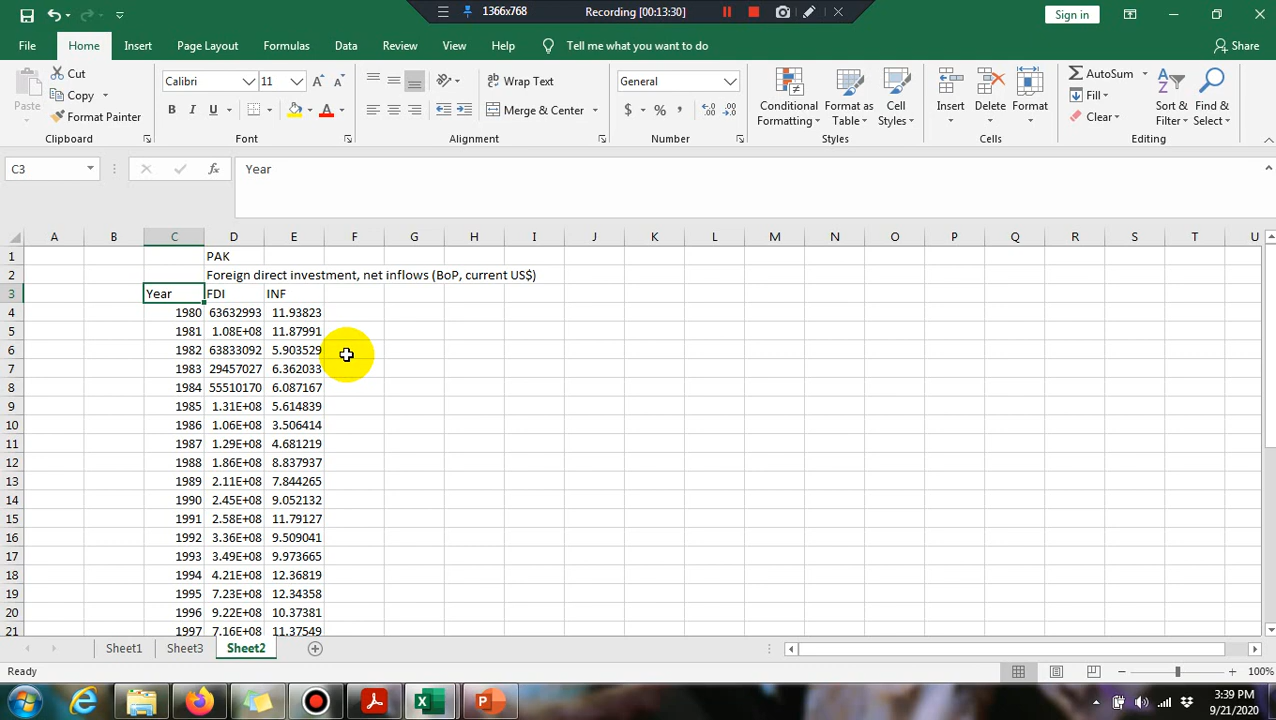 1366x768
Recording [00:13:30]
Sign in
File Home Insert Page Layout Formulas Data Review View Help Tell me what you want to do Share
Paste
Cut
Copy
Format Painter
Clipboard
Calibri 11
B I U
Font
Wrap Text
Merge & Center
Alignment
General
$ % ,
Number
Conditional Formatting
Format as Table
Cell Styles
Styles
Insert Delete Format
Cells
AutoSum
Fill
Clear
Sort & Filter
Find & Select
Editing
C3 fx Year
A B C D E F G H I J K L M N O P Q R S T U
1 PAK
2 Foreign direct investment, net inflows (BoP, current US$)
3 Year FDI INF
4 1980 63632993 11.93823
5 1981 1.08E+08 11.87991
6 1982 63833092 5.903529
7 1983 29457027 6.362033
8 1984 55510170 6.087167
9 1985 1.31E+08 5.614839
10 1986 1.06E+08 3.506414
11 1987 1.29E+08 4.681219
12 1988 1.86E+08 8.837937
13 1989 2.11E+08 7.844265
14 1990 2.45E+08 9.052132
15 1991 2.58E+08 11.79127
16 1992 3.36E+08 9.509041
17 1993 3.49E+08 9.973665
18 1994 4.21E+08 12.36819
19 1995 7.23E+08 12.34358
20 1996 9.22E+08 10.37381
21 1997 7.16E+08 11.37549
Sheet1 Sheet3 Sheet2
Ready 100%
3:39 PM
9/21/2020